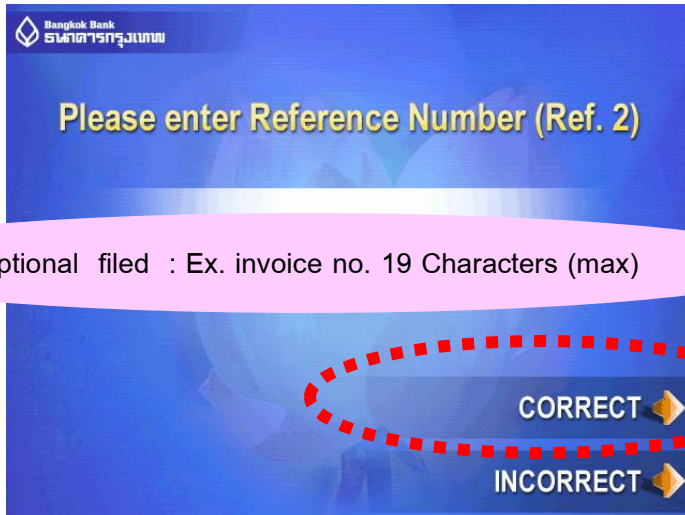 Bangkok Bank
ธนาคารกรุงเทพ
Please enter Reference Number (Ref. 2)
ptional filed : Ex. invoice no. 19 Characters (max)
CORRECT
INCORRECT